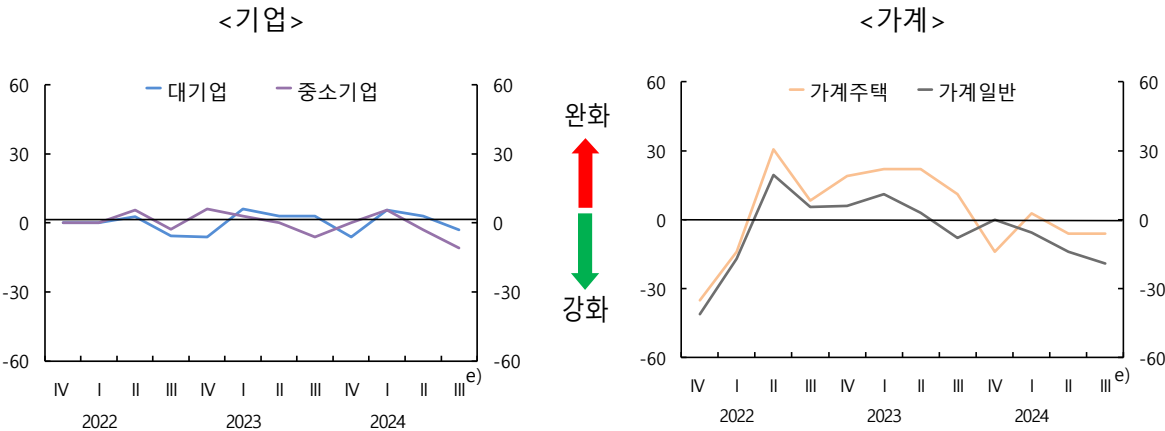 <기업>
대기업 중소기업
60 60
30 30
0 0
-30 -30
-60 -60
Ⅳ Ⅰ Ⅱ Ⅲ Ⅳ Ⅰ Ⅱ Ⅲ Ⅳ Ⅰ Ⅱ Ⅲ e)
2022 2023 2024
완화
강화
<가계>
가계주택 가계일반
60 60
30 30
0 0
-30 -30
-60 -60
Ⅳ Ⅰ Ⅱ Ⅲ Ⅳ Ⅰ Ⅱ Ⅲ Ⅳ Ⅰ Ⅱ Ⅲ e)
2022 2023 2024